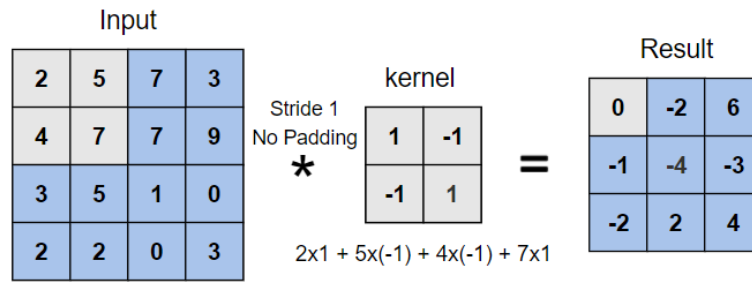 Input
2 5 7 3
4 7 7 9
3 5 1 0
2 2 0 3
Stride 1
No Padding
*
kernel
1 -1
-1 1
=
Result
0 -2 6
-1 -4 -3
-2 2 4
2x1 + 5x(-1) + 4x(-1) + 7x1